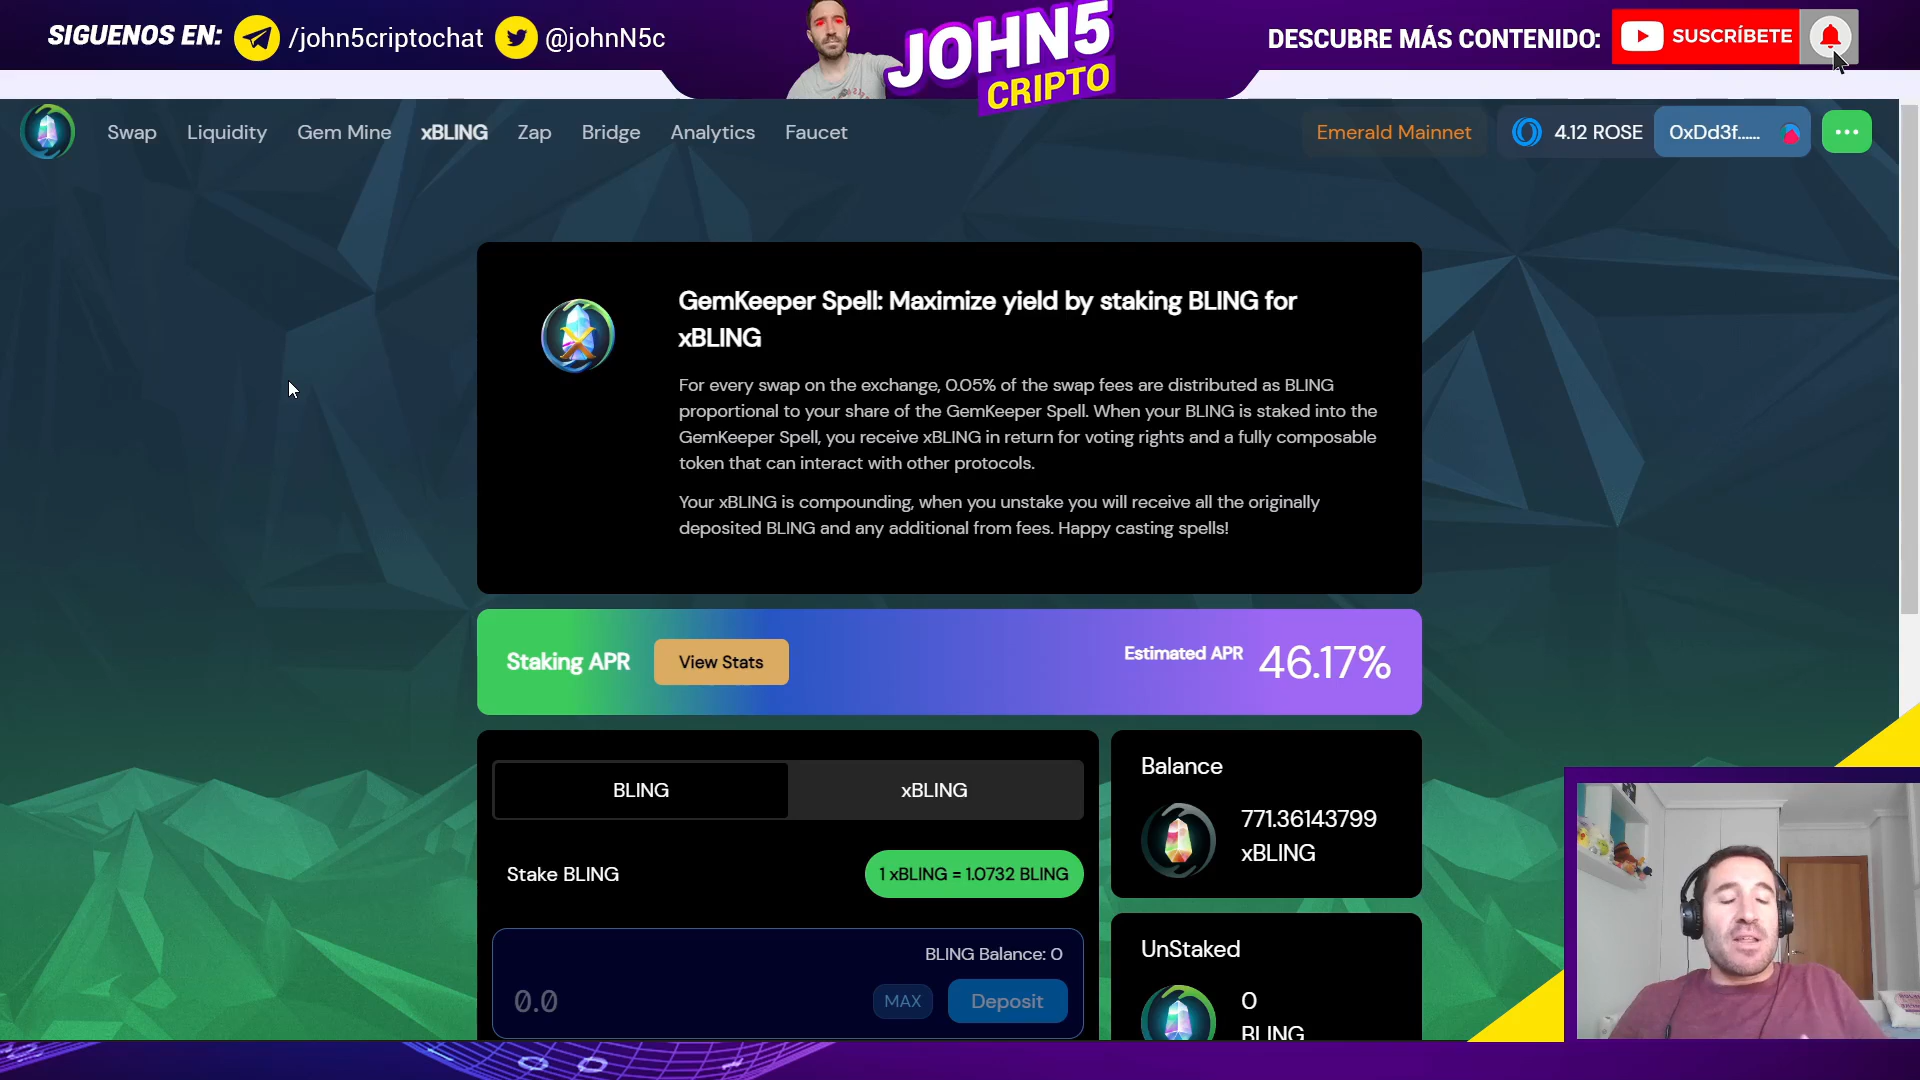 SIGUENOS EN: /john5criptochat @johnN5c
JOHN5
CRIPTO
DESCUBRE MÁS CONTENIDO: SUSCRÍBETE
Swap Liquidity Gem Mine xBLING Zap Bridge Analytics Faucet
Emerald Mainnet 4.12 ROSE 0xDd3f...... ...
GemKeeper Spell: Maximize yield by staking BLING for
xBLING
For every swap on the exchange, 0.05% of the swap fees are distributed as BLING
proportional to your share of the GemKeeper Spell. When your BLING is staked into the
GemKeeper Spell, you receive xBLING in return for voting rights and a fully composable
token that can interact with other protocols.
Your xBLING is compounding, when you unstake you will receive all the originally
deposited BLING and any additional from fees. Happy casting spells!
Staking APR View Stats Estimated APR 46.17%
BLING xBLING
Stake BLING 1 xBLING = 1.0732 BLING
BLING Balance: 0
0.0 MAX Deposit
Balance
771.36143799
xBLING
UnStaked
0
BLING